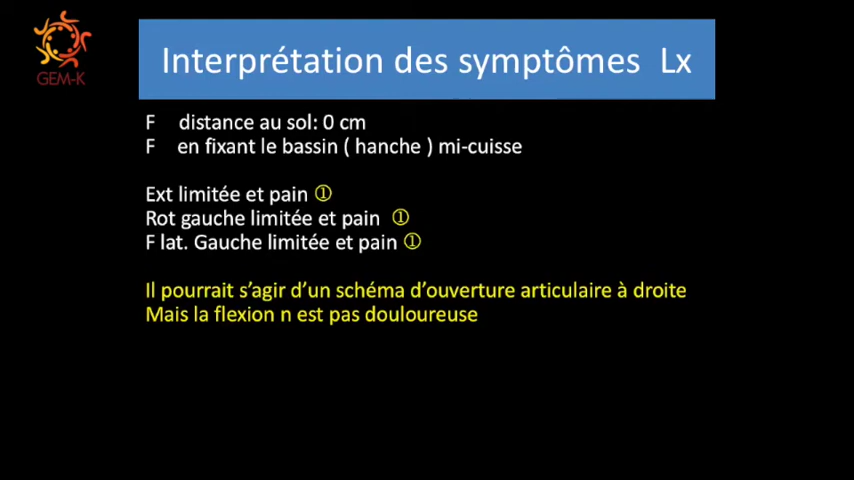 GEM-K
Interprétation des symptômes Lx
F distance au sol: 0 cm
F en fixant le bassin ( hanche ) mi-cuisse
Ext limitée et pain ①
Rot gauche limitée et pain ①
F lat. Gauche limitée et pain ①
Il pourrait s’agir d’un schéma d’ouverture articulaire à droite
Mais la flexion n est pas douloureuse